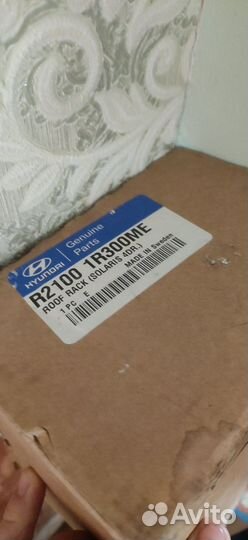 HYUNDAI
Genuine
Parts
R2100 1R300ME
ROOF RACK (SOLARIS 4DR.)
1 PC E MADE IN Sweden
Avito